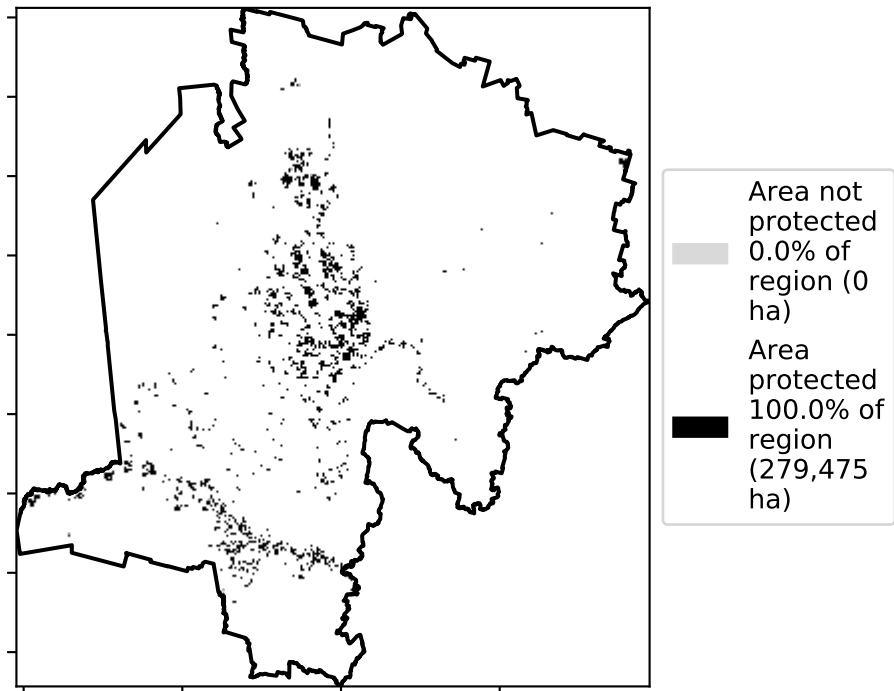 Area not
protected
0.0% of
region (0
ha)
Area
protected
100.0% of
region
(279,475
ha)